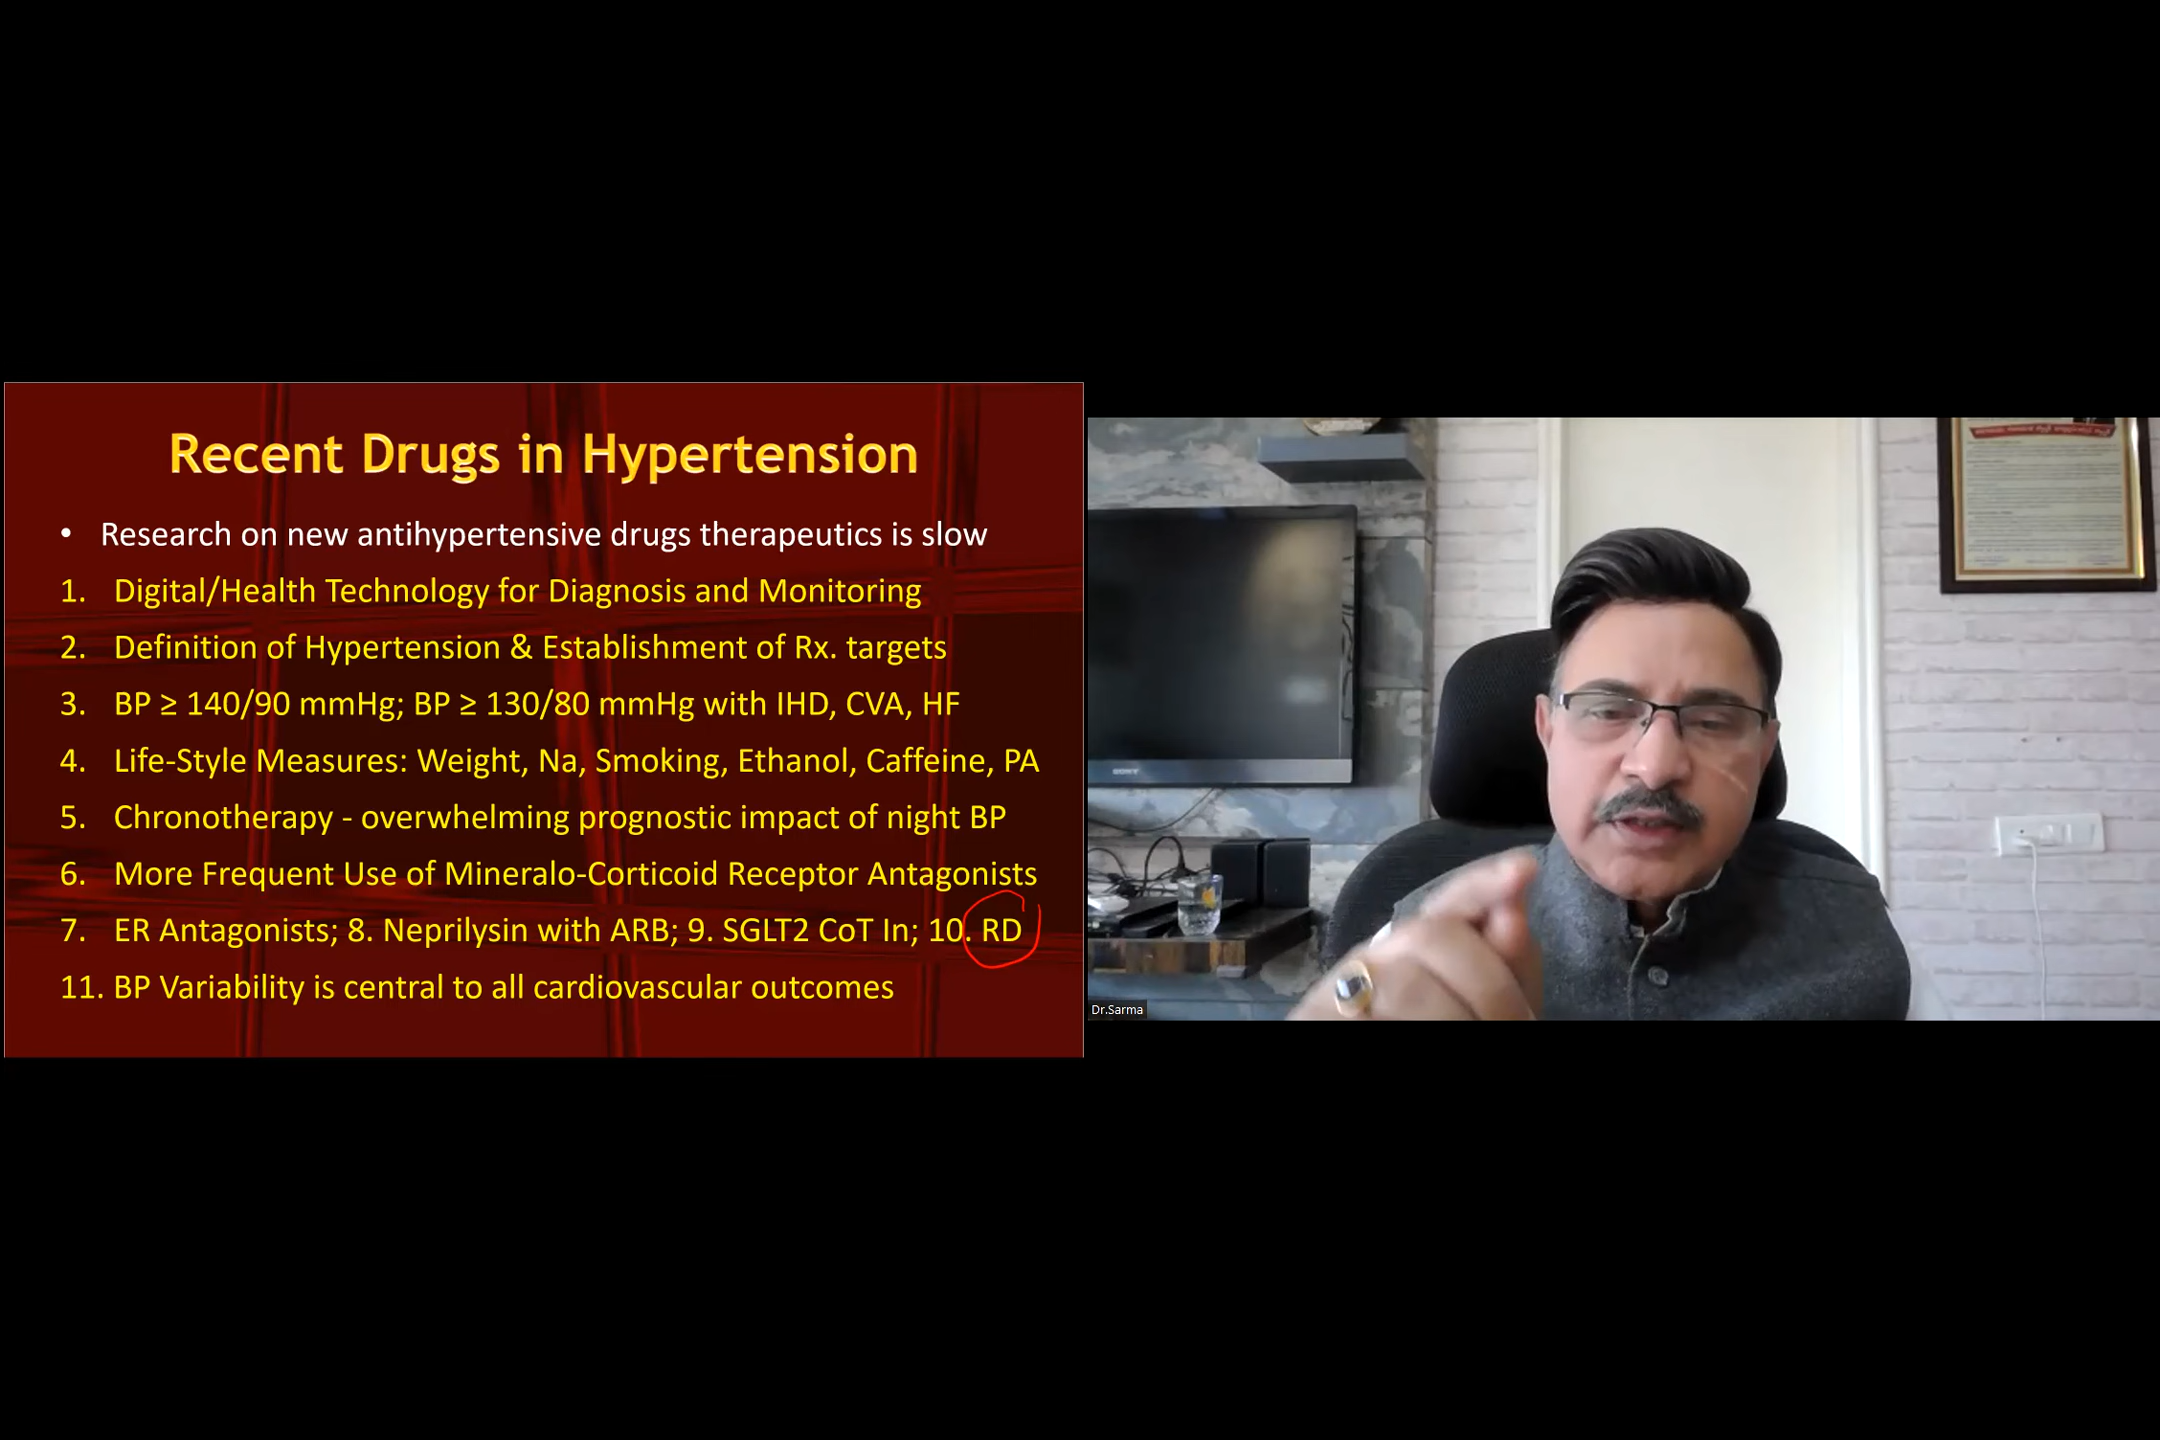 Recent Drugs in Hypertension
• Research on new antihypertensive drugs therapeutics is slow
1. Digital/Health Technology for Diagnosis and Monitoring
2. Definition of Hypertension & Establishment of Rx. targets
3. BP ≥ 140/90 mmHg; BP ≥ 130/80 mmHg with IHD, CVA, HF
4. Life-Style Measures: Weight, Na, Smoking, Ethanol, Caffeine, PA
5. Chronotherapy - overwhelming prognostic impact of night BP
6. More Frequent Use of Mineralo-Corticoid Receptor Antagonists
7. ER Antagonists; 8. Neprilysin with ARB; 9. SGLT2 CoT In; 10. RD
11. BP Variability is central to all cardiovascular outcomes
SONY
Dr.Sarma